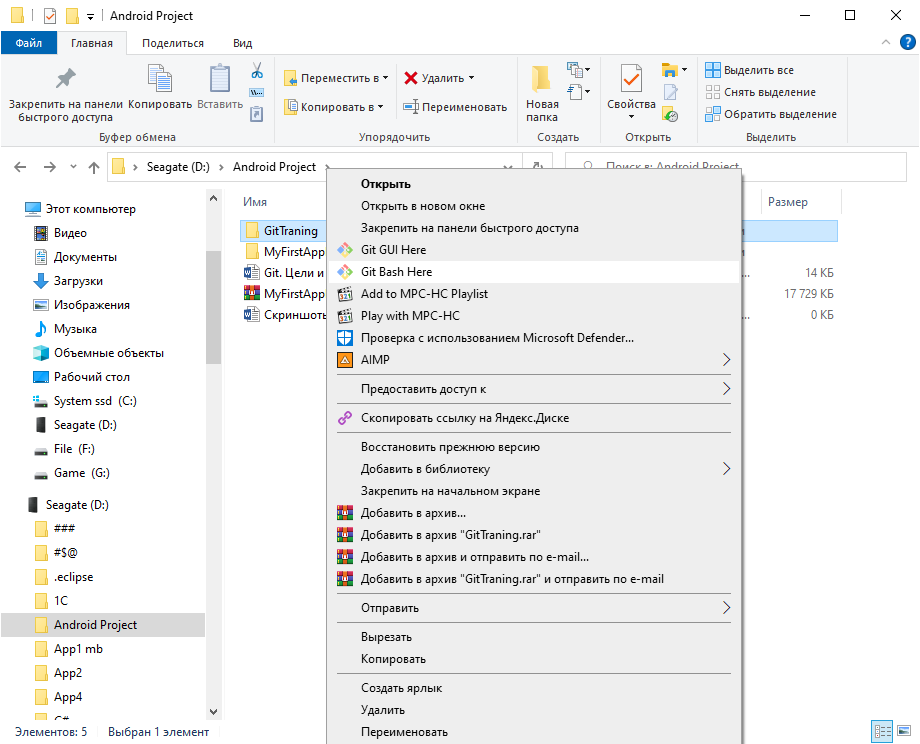 Android Project
Файл Главная Поделиться Вид
Закрепить на панели быстрого доступа
Копировать
Вставить
Переместить в
Копировать в
Удалить
Переименовать
Новая папка
Свойства
Выделить все
Снять выделение
Обратить выделение
Буфер обмена Упорядочить Создать Открыть Выделить
Seagate (D:) Android Project
Поиск в: Android Project
Этот компьютер
Видео
Документы
Загрузки
Изображения
Музыка
Объемные объекты
Рабочий стол
System ssd (C:)
Seagate (D:)
File (F:)
Game (G:)
Seagate (D:)
###
#$@
.eclipse
1C
Android Project
App1 mb
App2
App4
C#
Имя Размер
GitTraning
MyFirstApp
Git. Цели и
14 КБ
MyFirstApp
17 729 КБ
Скриншоты
0 КБ
Открыть
Открыть в новом окне
Закрепить на панели быстрого доступа
Git GUI Here
Git Bash Here
Add to MPC-HC Playlist
Play with MPC-HC
Проверка с использованием Microsoft Defender...
AIMP
Предоставить доступ к
Скопировать ссылку на Яндекс.Диске
Восстановить прежнюю версию
Добавить в библиотеку
Закрепить на начальном экране
Добавить в архив...
Добавить в архив "GitTraning.rar"
Добавить в архив и отправить по e-mail...
Добавить в архив "GitTraning.rar" и отправить по e-mail
Отправить
Вырезать
Копировать
Создать ярлык
Удалить
Переименовать
Элементов: 5 Выбран 1 элемент